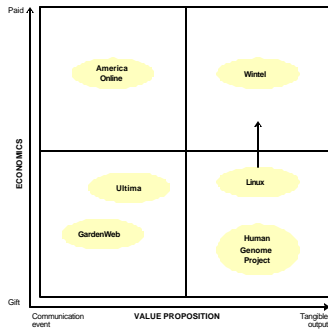 Paid
America
Online
Wintel
ECONOMICS
Ultima
Linux
GardenWeb
Human
Genome
Project
Gift
Communication
event
VALUE PROPOSITION
Tangible
output